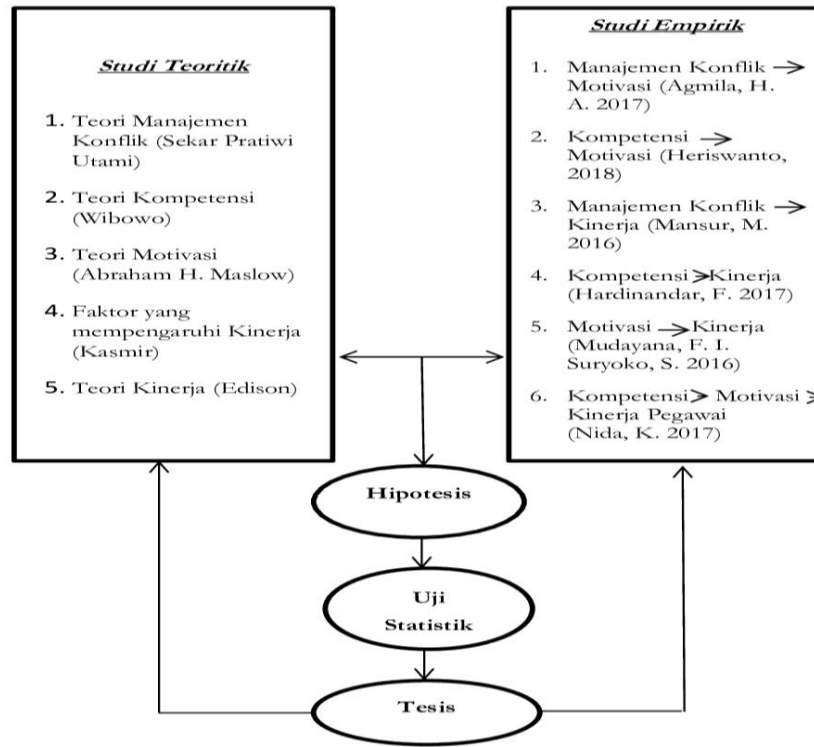 Studi Teoritik
1. Teori Manajemen
Konflik (Sekar Pratiwi
Utami)
2. Teori Kompetensi
(Wibowo)
3. Teori Motivasi
(Abraham H. Maslow)
4. Faktor yang
mempengaruhi Kinerja
(Kasmir)
5. Teori Kinerja (Edison)
Studi Empirik
1. Manajemen Konflik →
Motivasi (Agmila, H.
A. 2017)
2. Kompetensi →
Motivasi (Heriswanto,
2018)
3. Manajemen Konflik →
Kinerja (Mansur, M.
2016)
4. Kompetensi➢Kinerja
(Hardinandar, F. 2017)
5. Motivasi → Kinerja
(Mudayana, F. I.
Suryoko, S. 2016)
6. Kompetensi➢ Motivasi ➢
Kinerja Pegawai
(Nida, K. 2017)
Hipotesis
Uji
Statistik
Tesis